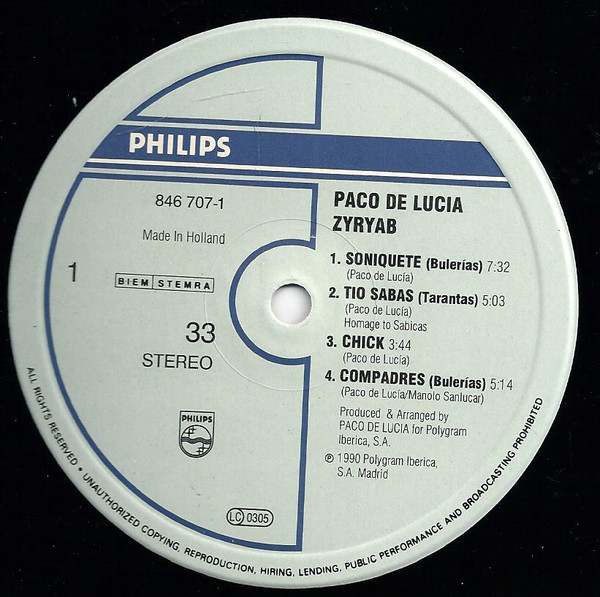 PHILIPS
846 707-1
Made In Holland
1
BIEM STEMRA
33
STEREO
PHILIPS
LC 0305
PACO DE LUCIA
ZYRYAB
1. SONIQUETE (Bulerías) 7:32
(Paco de Lucía)
2. TIO SABAS (Tarantas) 5:03
(Paco de Lucía)
Homage to Sabicas
3. CHICK 3:44
(Paco de Lucía)
4. COMPADRES (Bulerías) 5:14
(Paco de Lucía/Manolo Sanlucar)
Produced & Arranged by
PACO DE LUCIA for Polygram
Iberica, S.A.
℗ 1990 Polygram Iberica,
S.A. Madrid
ALL RIGHTS RESERVED • UNAUTHORIZED COPYING, REPRODUCTION, HIRING, LENDING, PUBLIC PERFORMANCE AND BROADCASTING PROHIBITED